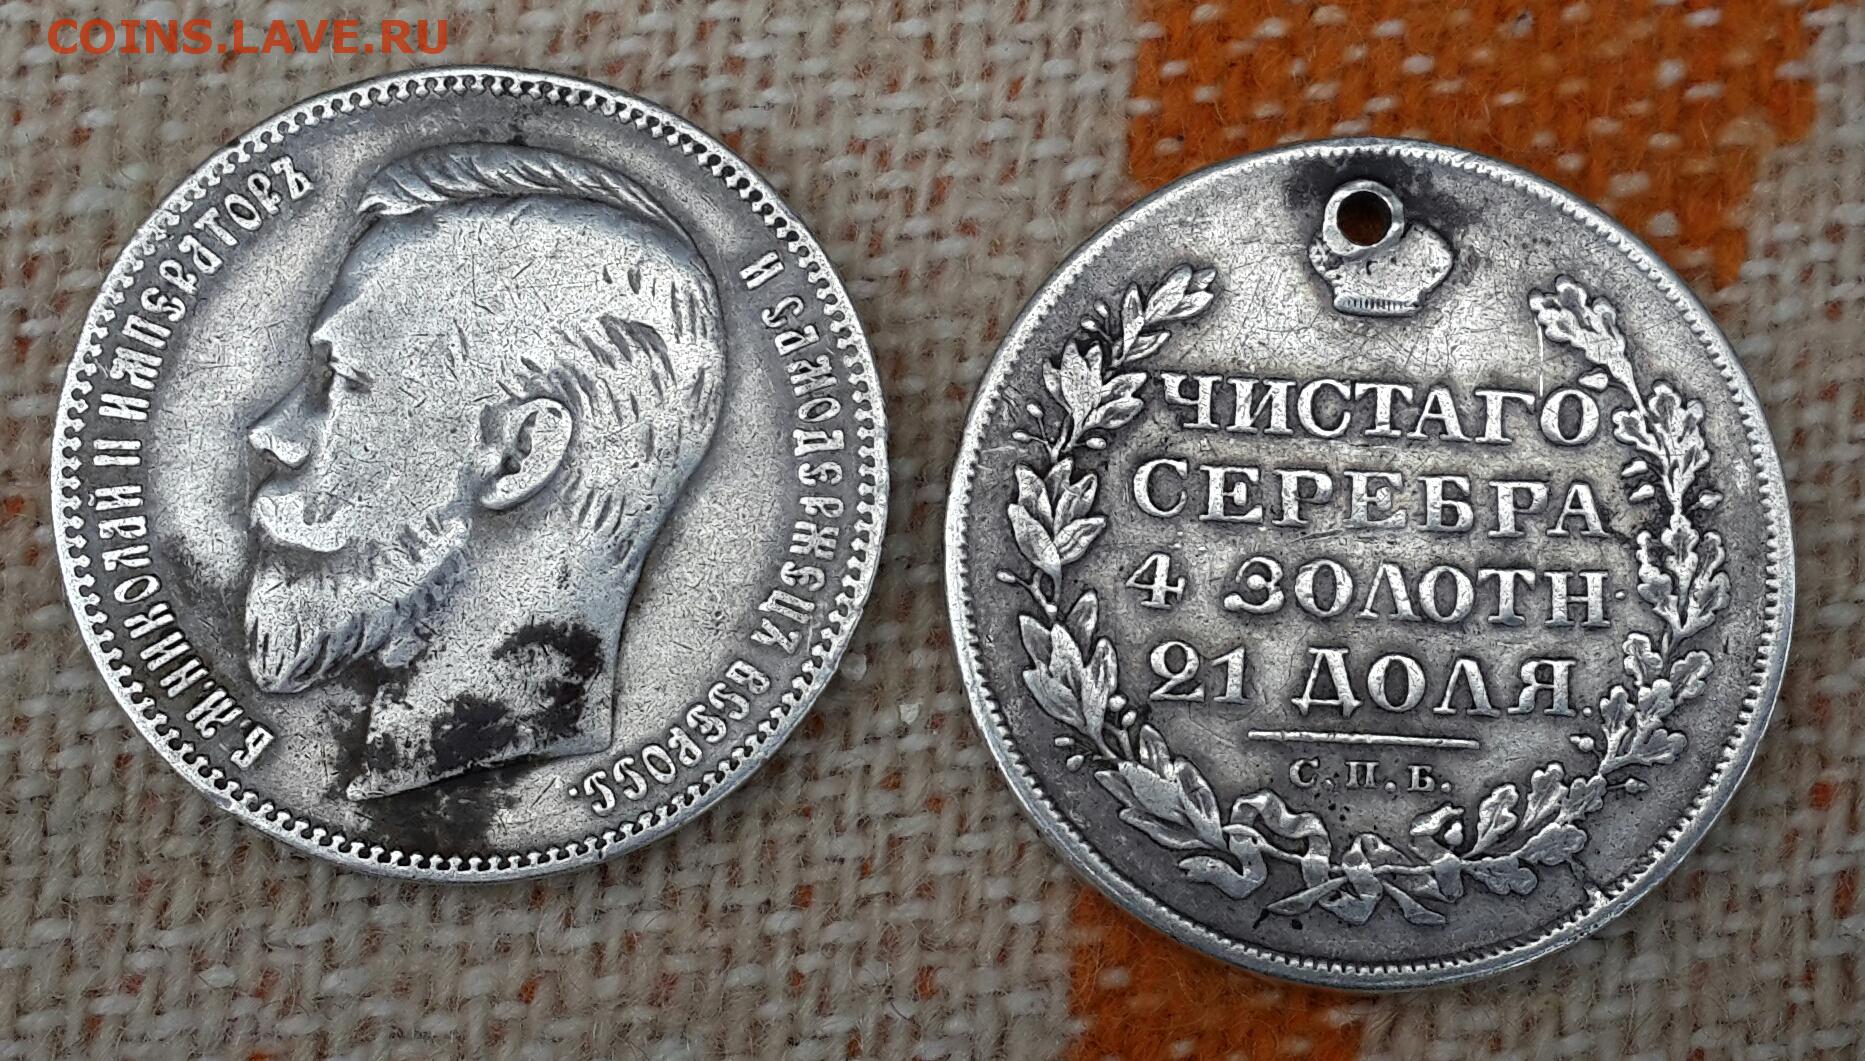 COINS.LAVE.RU
Б.М.НИКОЛАЙ II ИМПЕРАТОРЪ
И САМОДЕРЖЕЦЪ ВСЕРОСС.
ЧИСТАГО
СЕРЕБРА
4 ЗОЛОТН.
21 ДОЛЯ.
С.П.Б.